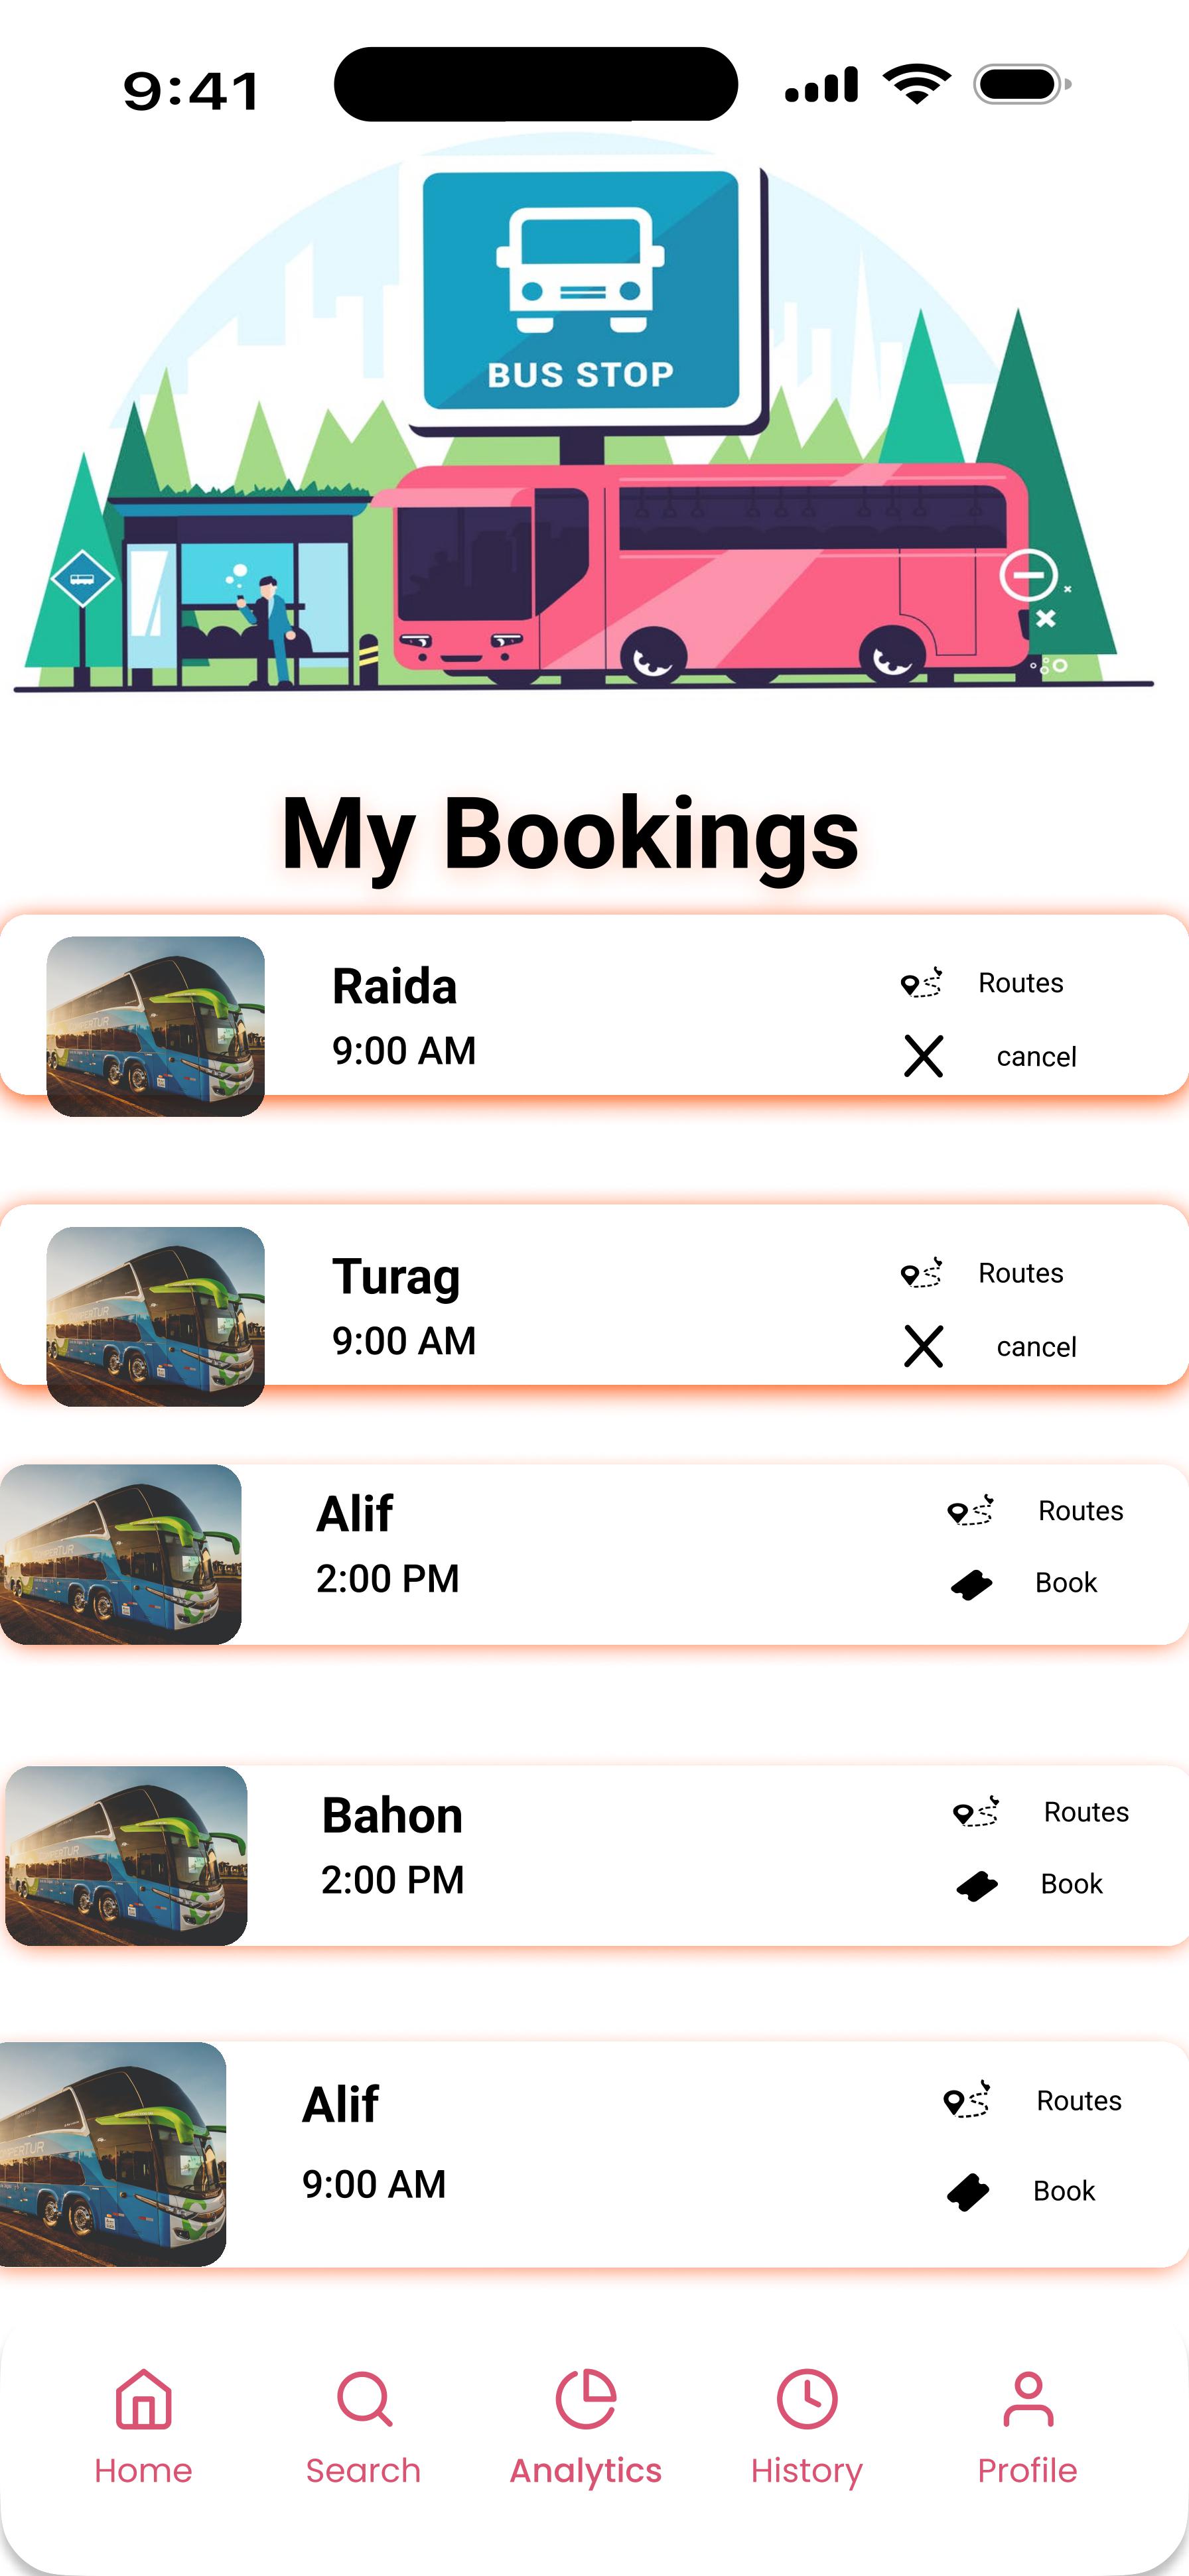 9:41
BUS STOP
My Bookings
Raida
Routes
9:00 AM
cancel
Turag
Routes
9:00 AM
cancel
Alif
Routes
2:00 PM
Book
Bahon
Routes
2:00 PM
Book
Alif
Routes
9:00 AM
Book
Home Search Analytics History Profile